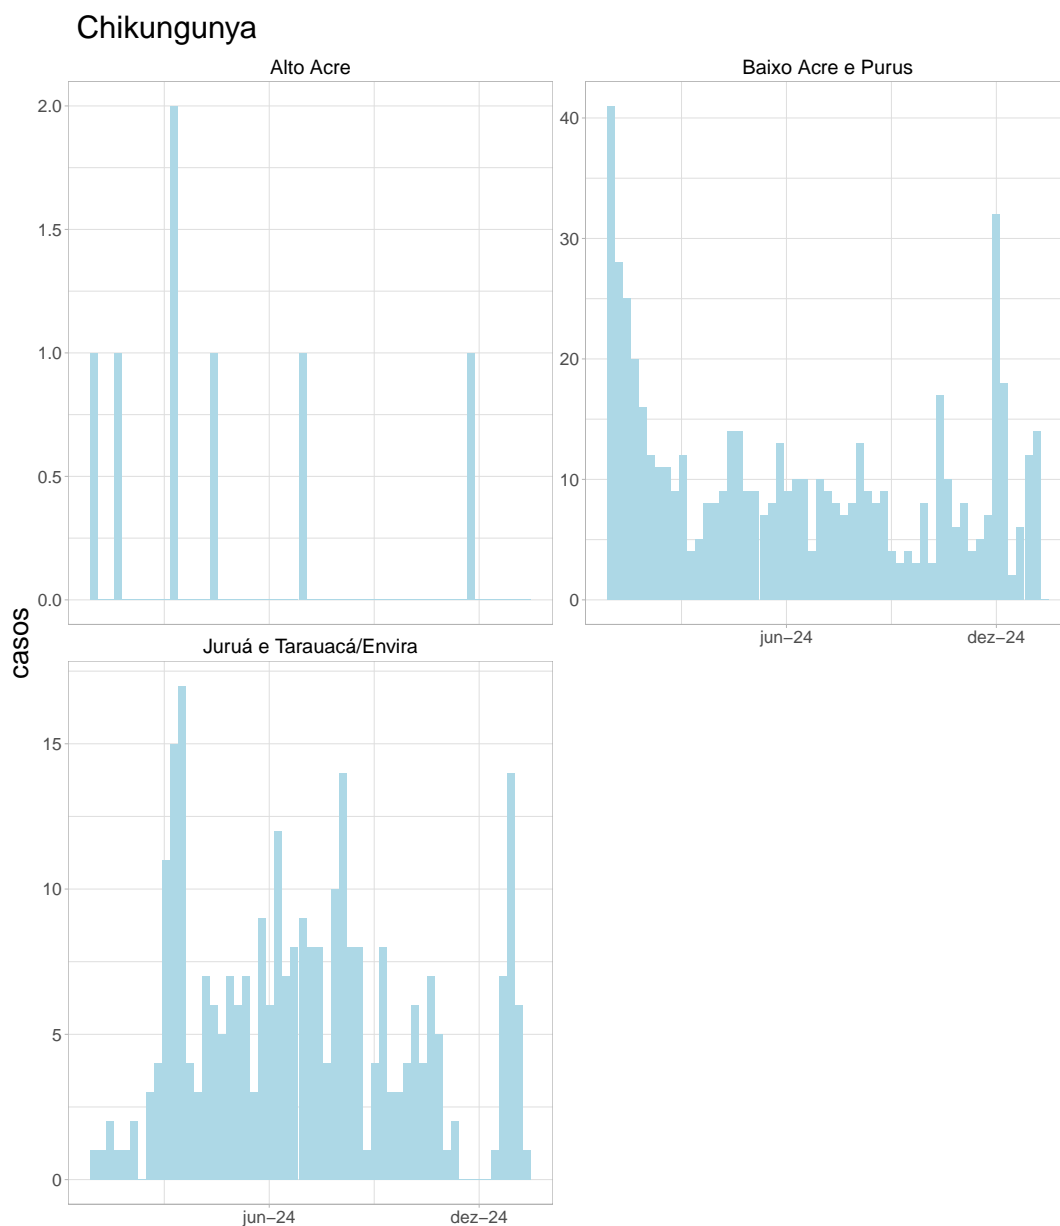 Chikungunya
Alto Acre
2.0
1.5
1.0
0.5
0.0
Baixo Acre e Purus
40
30
20
10
0
jun−24
dez−24
casos
Juruá e Tarauacá/Envira
15
10
5
0
jun−24
dez−24